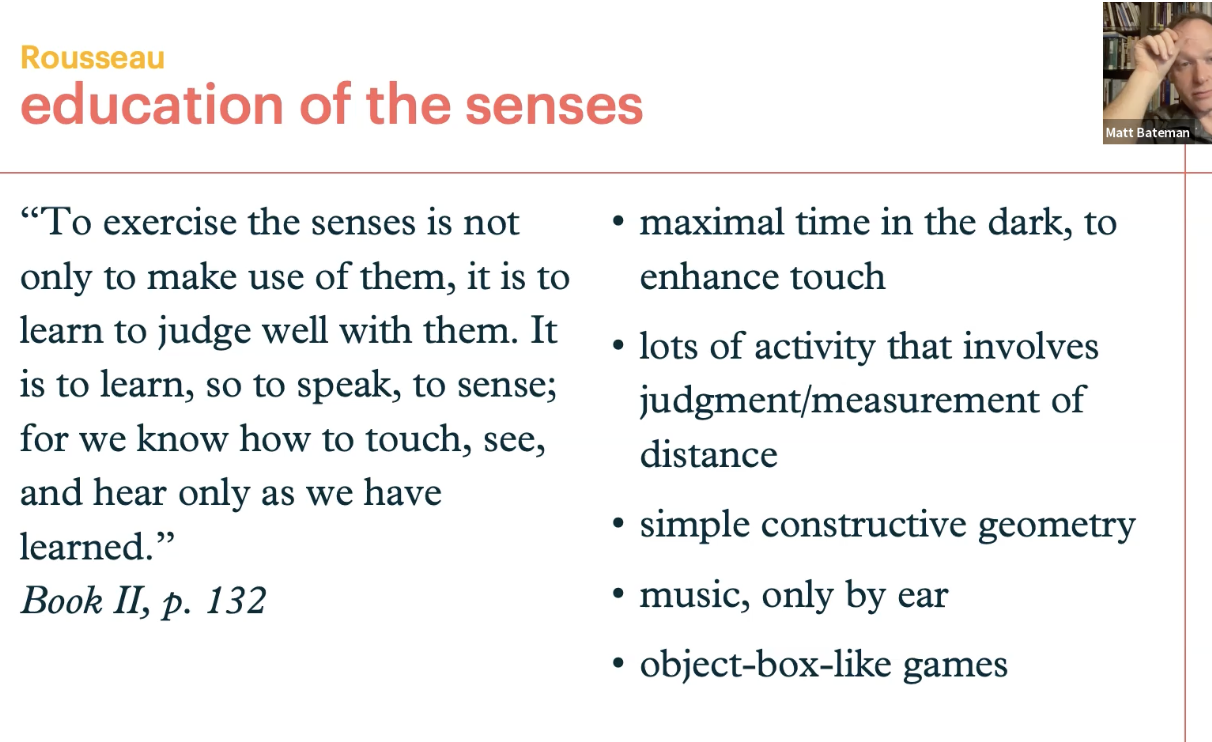 Rousseau
education of the senses
Matt Bateman
“To exercise the senses is not
only to make use of them, it is to
learn to judge well with them. It
is to learn, so to speak, to sense;
for we know how to touch, see,
and hear only as we have
learned.”
Book II, p. 132
• maximal time in the dark, to
enhance touch
• lots of activity that involves
judgment/measurement of
distance
• simple constructive geometry
• music, only by ear
• object-box-like games